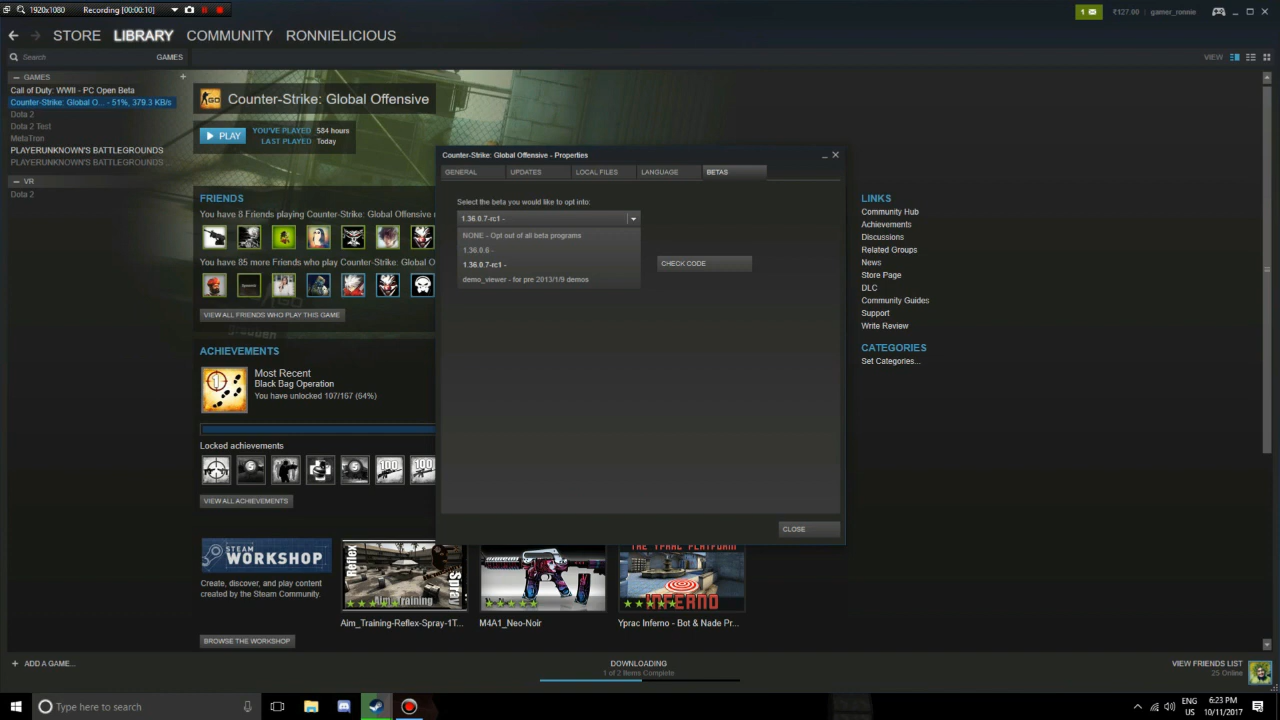 1920x1080 Recording [00:00:10]
1 ₹127.00 gamer_ronnie
STORE LIBRARY COMMUNITY RONNIELICIOUS
Search GAMES VIEW
GAMES
Call of Duty: WWII - PC Open Beta
Counter-Strike: Global O... - 51%, 379.3 KB/s
Dota 2
Dota 2 Test
MetaTron
PLAYERUNKNOWN'S BATTLEGROUNDS
PLAYERUNKNOWN'S BATTLEGROUNDS
VR
Dota 2
Counter-Strike: Global Offensive
PLAY
YOU'VE PLAYED 584 hours
LAST PLAYED Today
FRIENDS
You have 8 Friends playing Counter-Strike: Global Offensive
You have 85 more Friends who play Counter-Strike: Global O
VIEW ALL FRIENDS WHO PLAY THIS GAME
ACHIEVEMENTS
Most Recent
Black Bag Operation
You have unlocked 107/167 (64%)
Locked achievements
VIEW ALL ACHIEVEMENTS
STEAM
WORKSHOP
Create, discover, and play content
created by the Steam Community.
BROWSE THE WORKSHOP
Reflex
Spray
Aim_Training
Aim_Training-Reflex-Spray-1T...
M4A1_Neo-Noir
THE YPRAC PLATFORM
INFERNO
Yprac Inferno - Bot & Nade Pr...
Counter-Strike: Global Offensive - Properties
GENERAL UPDATES LOCAL FILES LANGUAGE BETAS
Select the beta you would like to opt into:
1.36.0.7-rc1 -
NONE - Opt out of all beta programs
1.36.0.6 -
1.36.0.7-rc1 -
demo_viewer - for pre 2013/1/9 demos
CHECK CODE
CLOSE
LINKS
Community Hub
Achievements
Discussions
Related Groups
News
Store Page
DLC
Community Guides
Support
Write Review
CATEGORIES
Set Categories...
ADD A GAME...
DOWNLOADING
1 of 2 Items Complete
VIEW FRIENDS LIST
25 Online
Type here to search
ENG
US
6:23 PM
10/11/2017